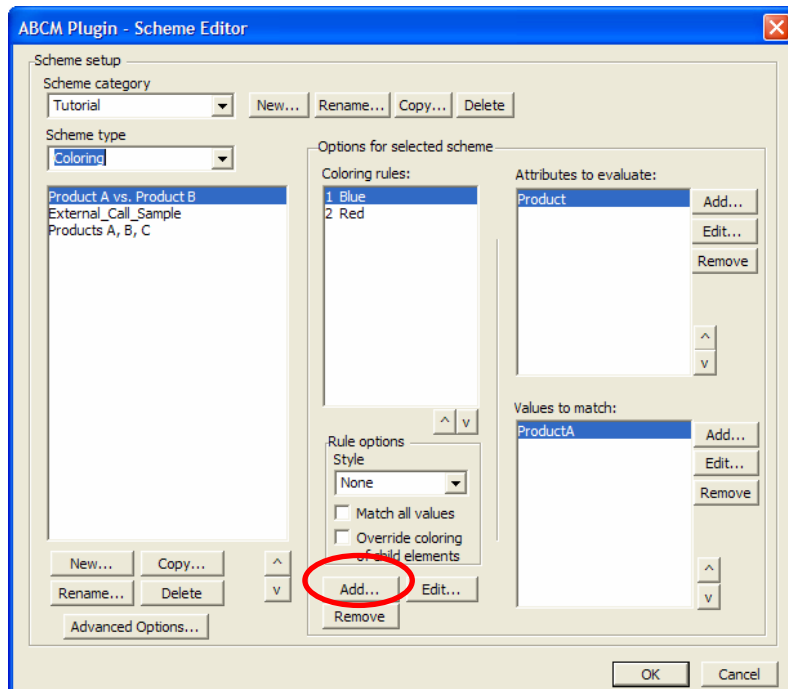 ABCM Plugin - Scheme Editor
Scheme setup
Scheme category
Tutorial
New...
Rename...
Copy...
Delete
Scheme type
Coloring
Product A vs. Product B
External_Call_Sample
Products A, B, C
New...
Copy...
^
Rename...
Delete
v
Advanced Options...
Options for selected scheme
Coloring rules:
1 Blue
2 Red
^
v
Rule options
Style
None
Match all values
Override coloring
of child elements
Add...
Edit...
Remove
Attributes to evaluate:
Product
Add...
Edit...
Remove
^
v
Values to match:
ProductA
Add...
Edit...
Remove
^
v
OK
Cancel